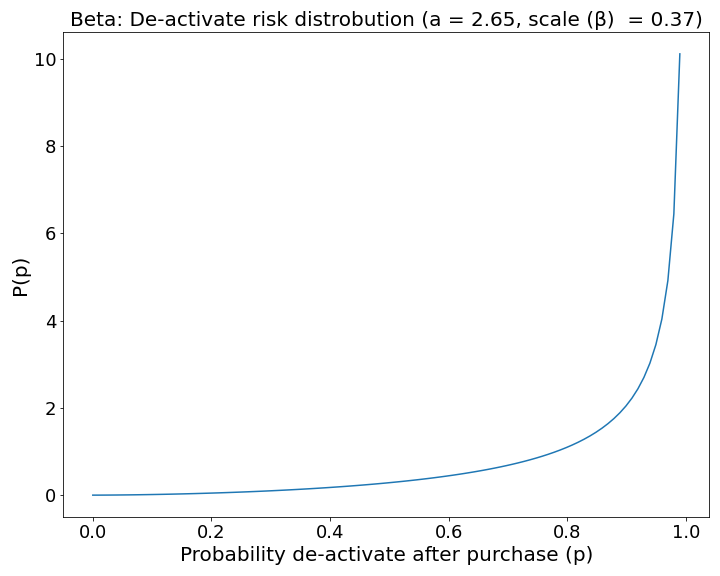 Beta: De-activate risk distrobution (a = 2.65, scale (β)  = 0.37)
10
8
6
4
2
0
P(p)
0.0 0.2 0.4 0.6 0.8 1.0
Probability de-activate after purchase (p)